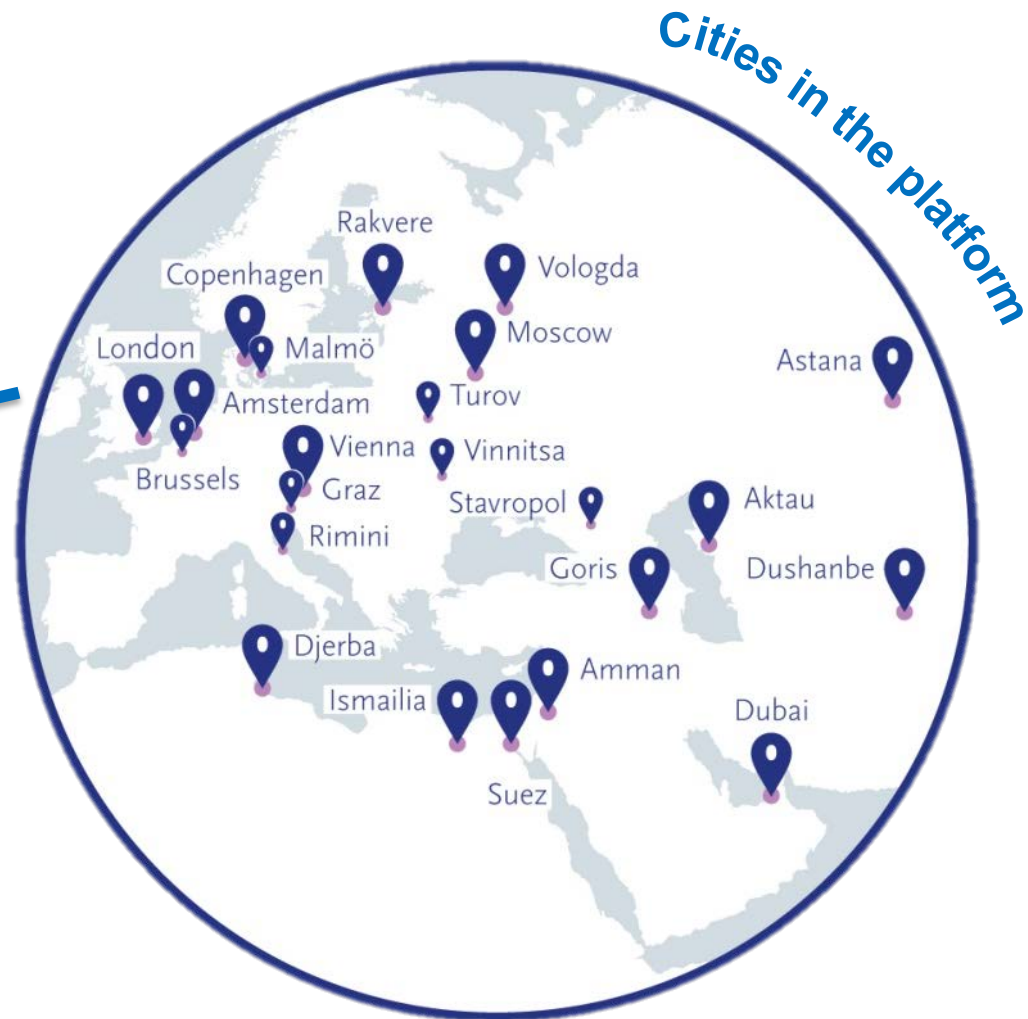 Cities in the platform
Rakvere
Vologda
Copenhagen
Moscow
London
Malmö
Astana
Amsterdam
Turov
Vienna
Vinnitsa
Brussels
Graz
Stavropol
Aktau
Rimini
Goris
Dushanbe
Djerba
Amman
Ismailia
Dubai
Suez